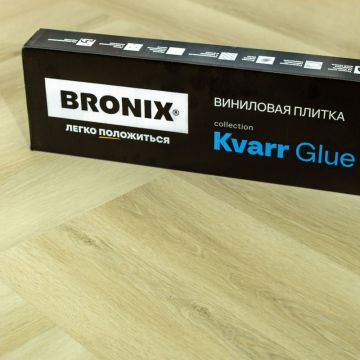 BRONIX®
ЛЕГКО ПОЛОЖИТЬСЯ
ВИНИЛОВАЯ ПЛИТКА
collection
Kvarr Glue